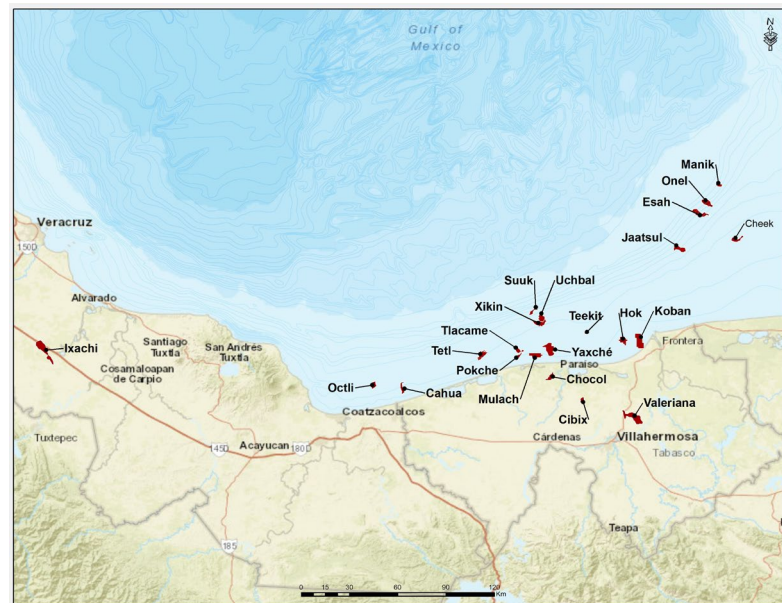 N
Gulf of
Mexico
Manik
Onel
Esah
Veracruz
Cheek
Jaatsul
150D
Suuk
Uchbal
Alvarado
Xikin
Teekit
Hok
Koban
Tlacame
Santiago
Tuxtla
San Andrés
Tuxtla
Frontera
Ixachi
Tetl
Yaxché
Cosamaloapan
de Carpio
Pokche
Paraíso
Octli
Cahua
Mulach
Chocol
Coatzacoalcos
Cibix
Valeriana
Tuxtepec
Acayucan
145D
180D
Cárdenas
Villahermosa
Tabasco
Teapa
185
0 15 30 60 90 120
Km